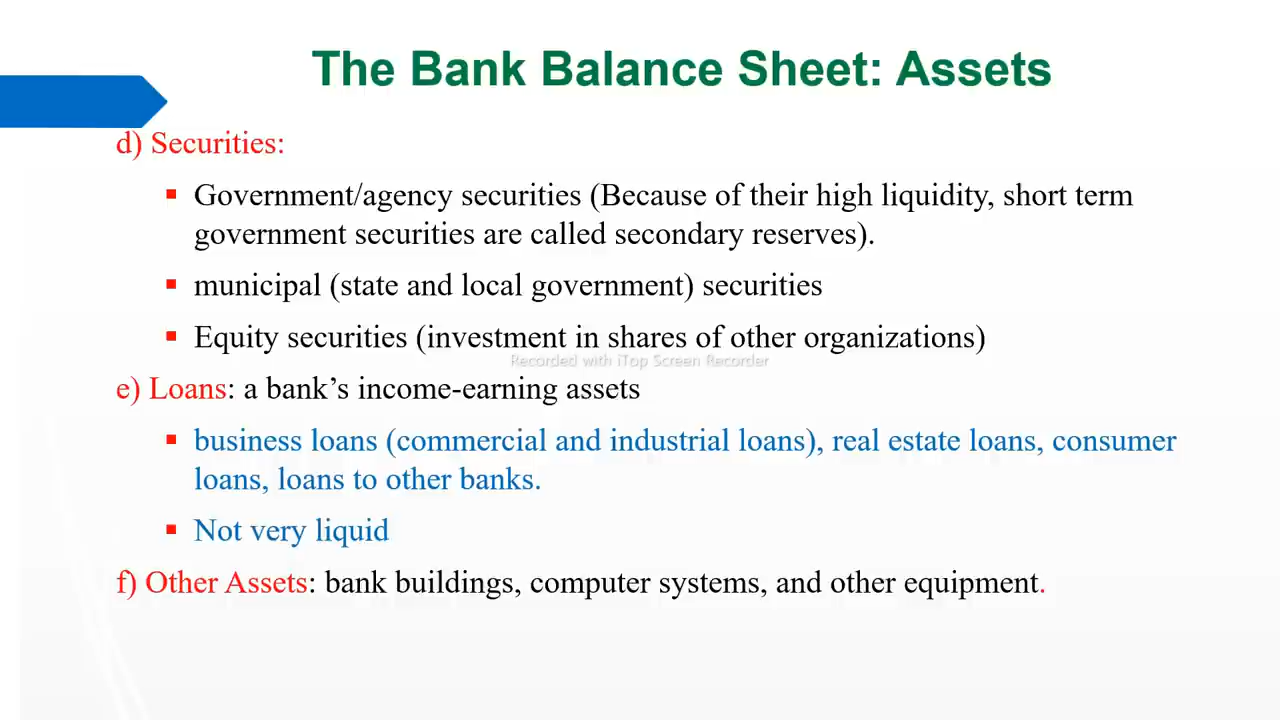 The Bank Balance Sheet: Assets
d) Securities:
▪ Government/agency securities (Because of their high liquidity, short term
government securities are called secondary reserves).
▪ municipal (state and local government) securities
▪ Equity securities (investment in shares of other organizations)
Recorded with iTop Screen Recorder
e) Loans: a bank’s income-earning assets
▪ business loans (commercial and industrial loans), real estate loans, consumer
loans, loans to other banks.
▪ Not very liquid
f) Other Assets: bank buildings, computer systems, and other equipment.